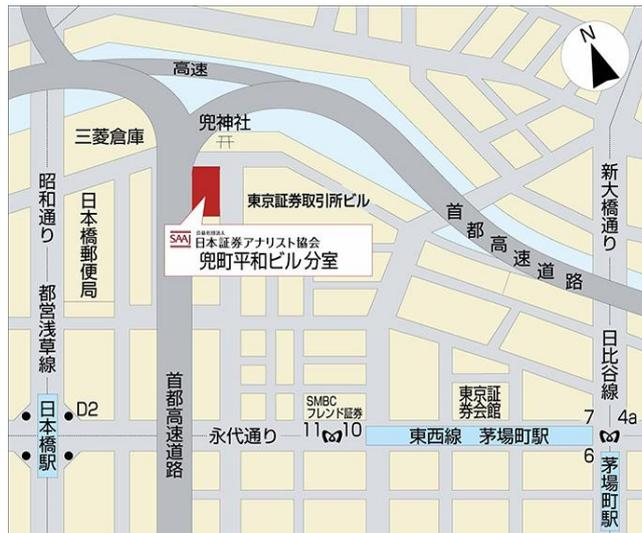 N
高速
兜神社
三菱倉庫
昭和通り
日本橋郵便局
東京証券取引所ビル
新大橋通り
SAAJ 公益社団法人
日本証券アナリスト協会
兜町平和ビル分室
首都高速道路
都営浅草線
日比谷線
首都高速道路
SMBC
フレンド証券
東京証
券会館
D2
日本橋駅
永代通り
11
10
東西線 茅場町駅
7
4a
6
茅場町駅